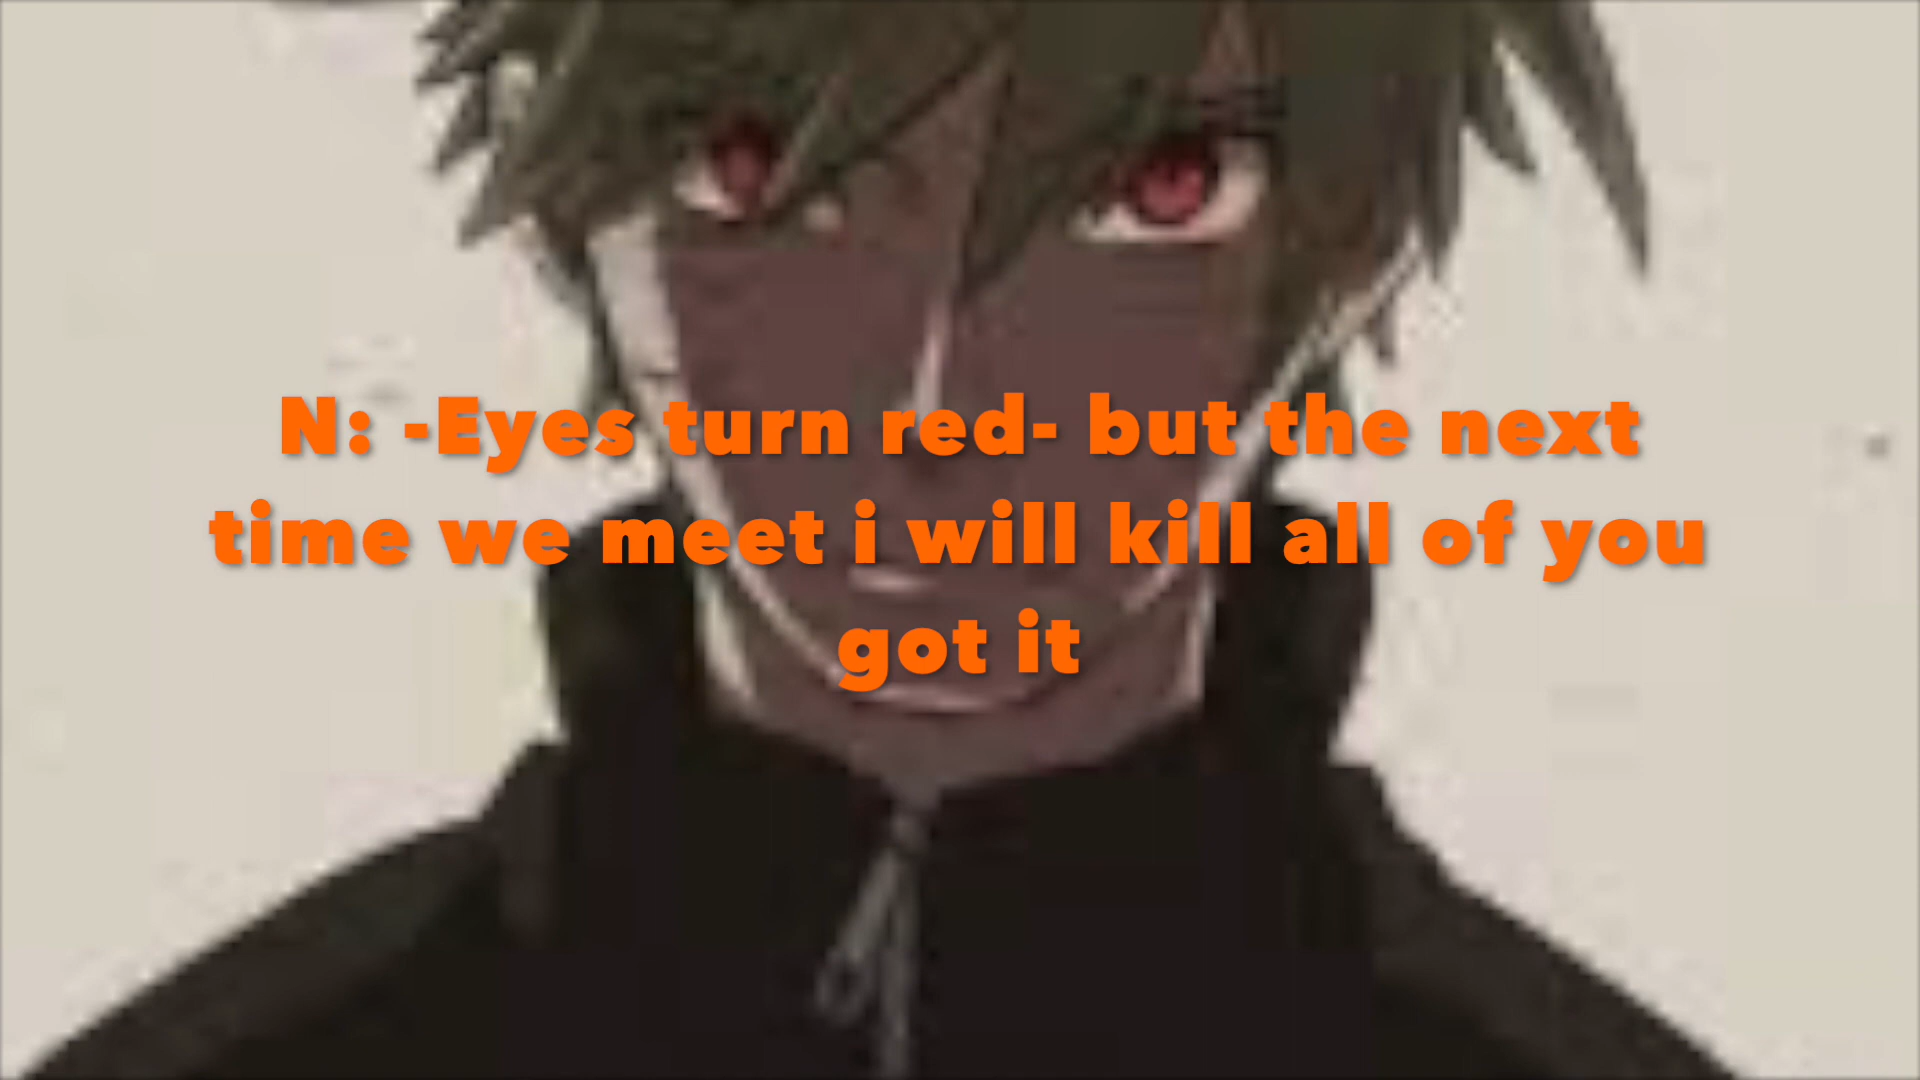 N: -Eyes turn red- but the next
time we meet i will kill all of you
got it